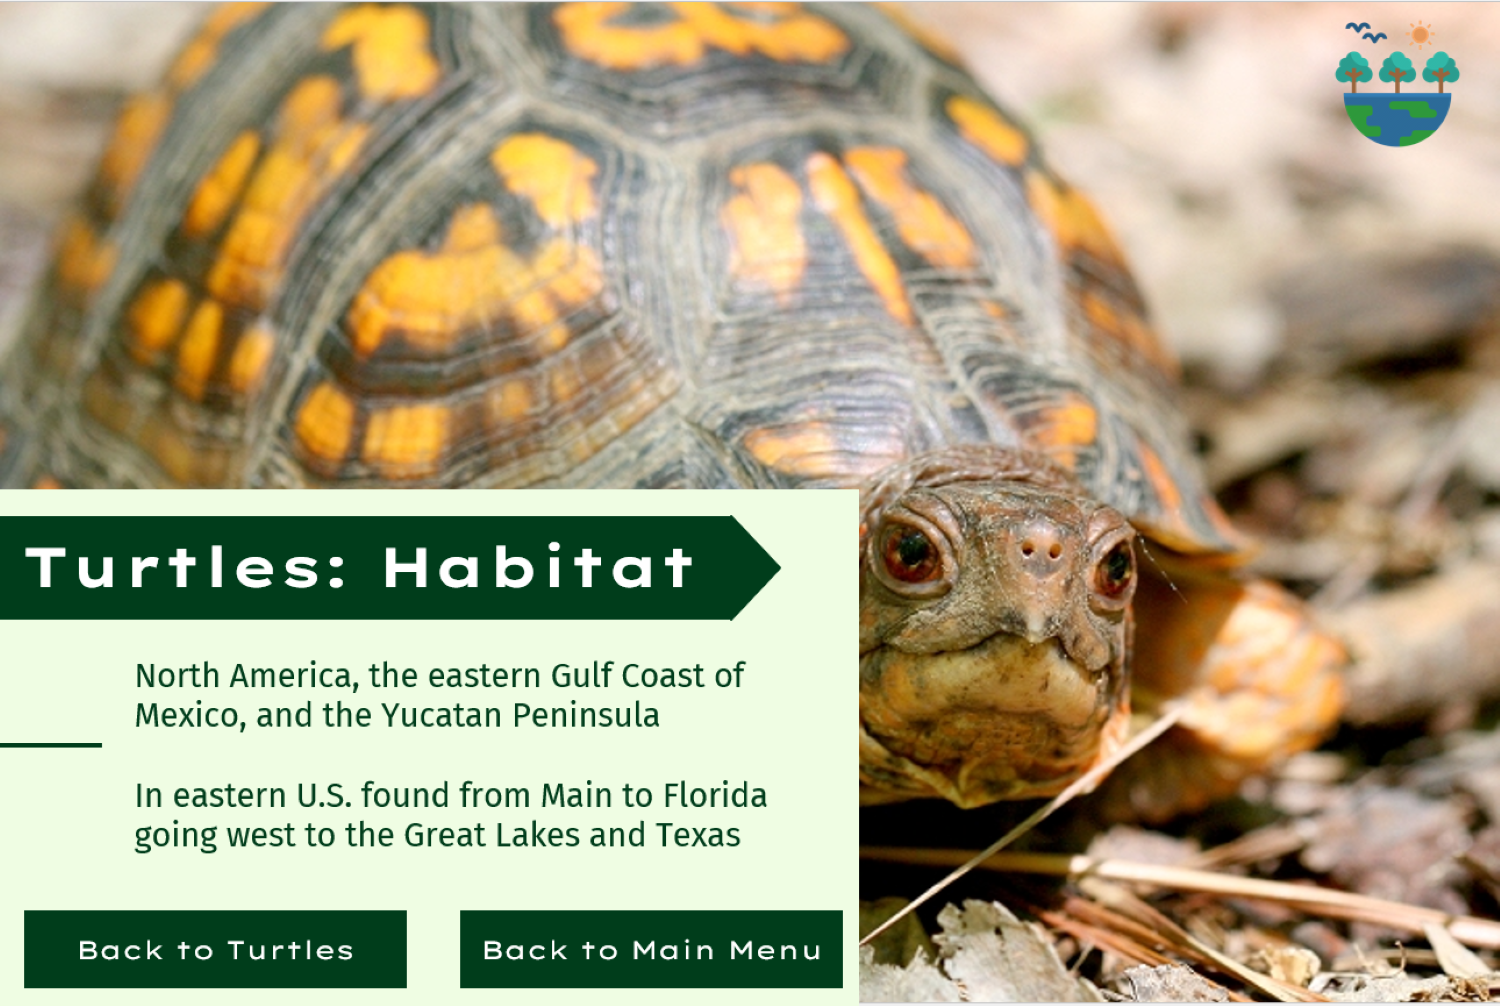 Turtles: Habitat
North America, the eastern Gulf Coast of
Mexico, and the Yucatan Peninsula
In eastern U.S. found from Main to Florida
going west to the Great Lakes and Texas
Back to Turtles
Back to Main Menu